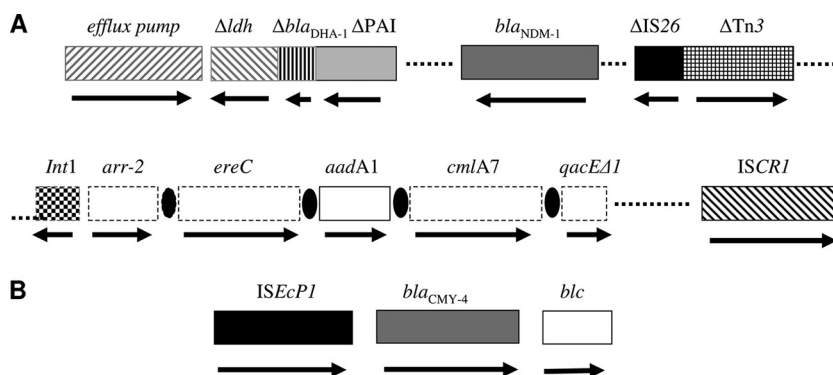 A
efflux pump Δldh ΔblaDHA-1 ΔPAI blaNDM-1 ΔIS26 ΔTn3
Int1 arr-2 ereC aadA1 cmlA7 qacEΔ1 ISCR1
B
ISEcP1 blaCMY-4 blc